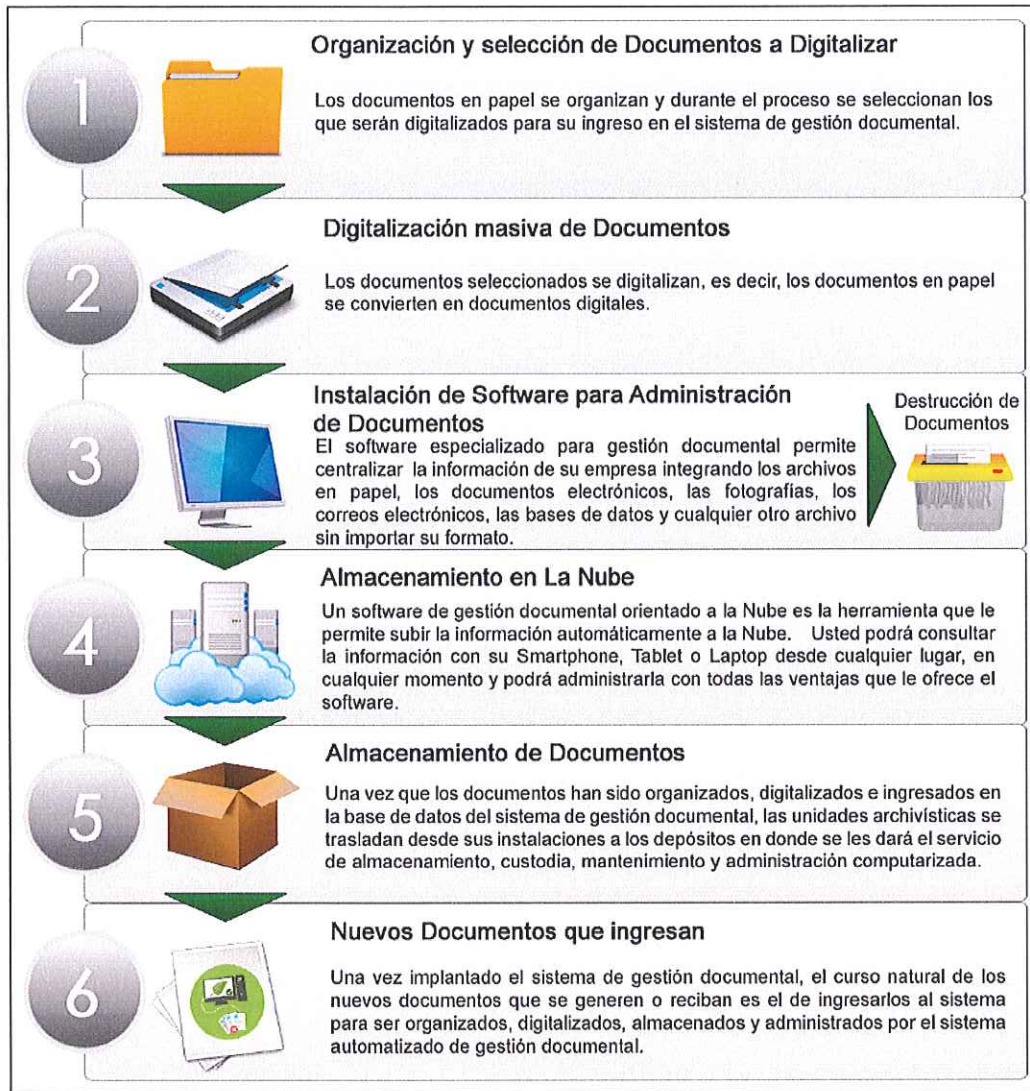 1
Organización y selección de Documentos a Digitalizar
Los documentos en papel se organizan y durante el proceso se seleccionan los
que serán digitalizados para su ingreso en el sistema de gestión documental.
2
Digitalización masiva de Documentos
Los documentos seleccionados se digitalizan, es decir, los documentos en papel
se convierten en documentos digitales.
3
Instalación de Software para Administración
de Documentos
El software especializado para gestión documental permite
centralizar la información de su empresa integrando los archivos
en papel, los documentos electrónicos, las fotografías, los
correos electrónicos, las bases de datos y cualquier otro archivo
sin importar su formato.
Destrucción de
Documentos
4
Almacenamiento en La Nube
Un software de gestión documental orientado a la Nube es la herramienta que le
permite subir la información automáticamente a la Nube. Usted podrá consultar
la información con su Smartphone, Tablet o Laptop desde cualquier lugar, en
cualquier momento y podrá administrarla con todas las ventajas que le ofrece el
software.
5
Almacenamiento de Documentos
Una vez que los documentos han sido organizados, digitalizados e ingresados en
la base de datos del sistema de gestión documental, las unidades archivísticas se
trasladan desde sus instalaciones a los depósitos en donde se les dará el servicio
de almacenamiento, custodia, mantenimiento y administración computarizada.
6
Nuevos Documentos que ingresan
Una vez implantado el sistema de gestión documental, el curso natural de los
nuevos documentos que se generen o reciban es el de ingresarlos al sistema
para ser organizados, digitalizados, almacenados y administrados por el sistema
automatizado de gestión documental.